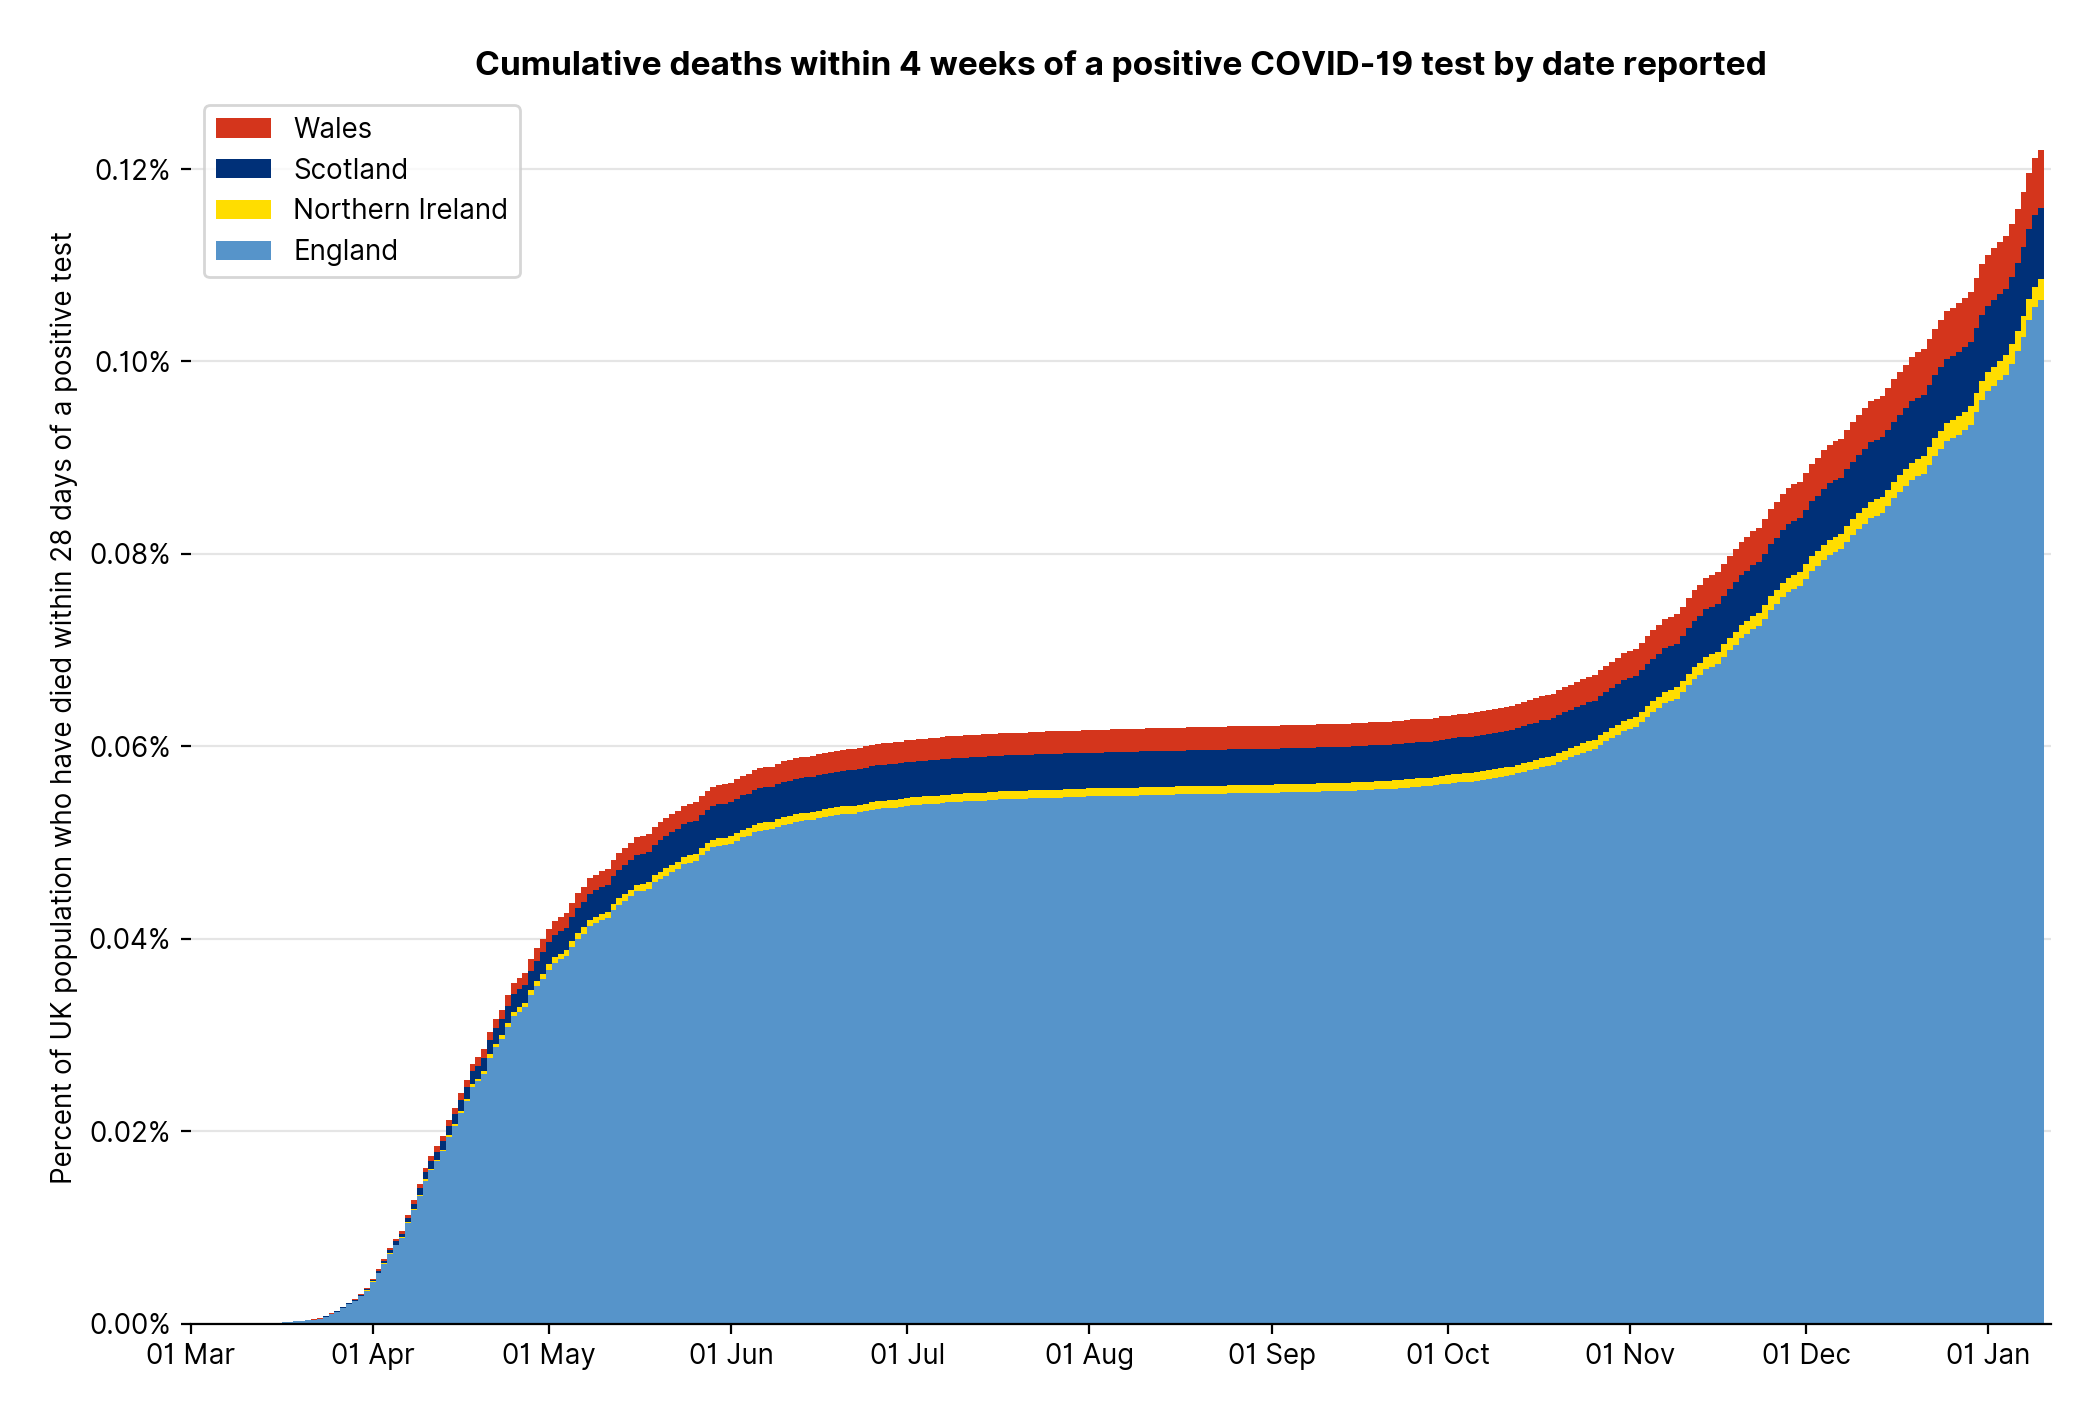 Cumulative deaths within 4 weeks of a positive COVID-19 test by date reported
Wales
Scotland
Northern Ireland
England
Percent of UK population who have died within 28 days of a positive test
0.12%
0.10%
0.08%
0.06%
0.04%
0.02%
0.00%
01 Mar
01 Apr
01 May
01 Jun
01 Jul
01 Aug
01 Sep
01 Oct
01 Nov
01 Dec
01 Jan